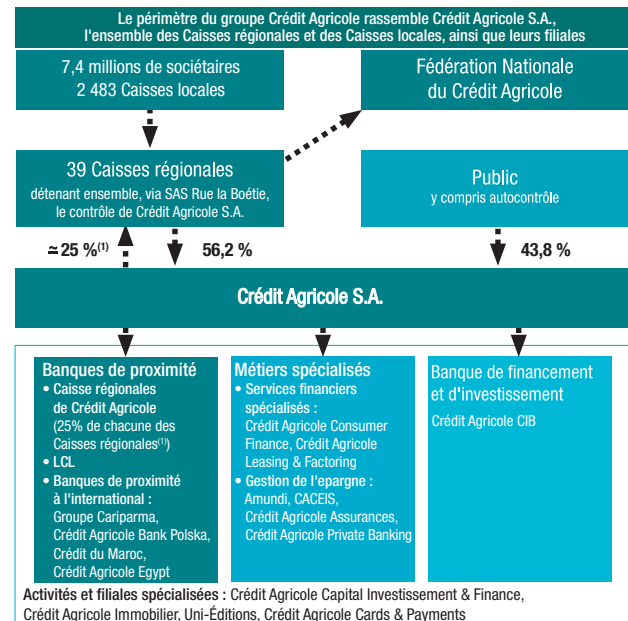 Le périmètre du groupe Crédit Agricole rassemble Crédit Agricole S.A.,
l'ensemble des Caisses régionales et des Caisses locales, ainsi que leurs filiales
7,4 millions de sociétaires
2 483 Caisses locales
Fédération Nationale
du Crédit Agricole
39 Caisses régionales
détenant ensemble, via SAS Rue la Boétie,
le contrôle de Crédit Agricole S.A.
Public
y compris autocontrôle
≃ 25 %(1)
56,2 %
43,8 %
Crédit Agricole S.A.
Banques de proximité
• Caisse régionales
de Crédit Agricole
(25% de chacune des
Caisses régionales(1))
• LCL
• Banques de proximité
à l'international :
Groupe Cariparma,
Crédit Agricole Bank Polska,
Crédit du Maroc,
Crédit Agricole Egypt
Métiers spécialisés
• Services financiers
spécialisés :
Crédit Agricole Consumer
Finance, Crédit Agricole
Leasing & Factoring
• Gestion de l'epargne :
Amundi, CACEIS,
Crédit Agricole Assurances,
Crédit Agricole Private Banking
Banque de financement
et d'investissement
Crédit Agricole CIB
Activités et filiales spécialisées : Crédit Agricole Capital Investissement & Finance,
Crédit Agricole Immobilier, Uni-Éditions, Crédit Agricole Cards & Payments